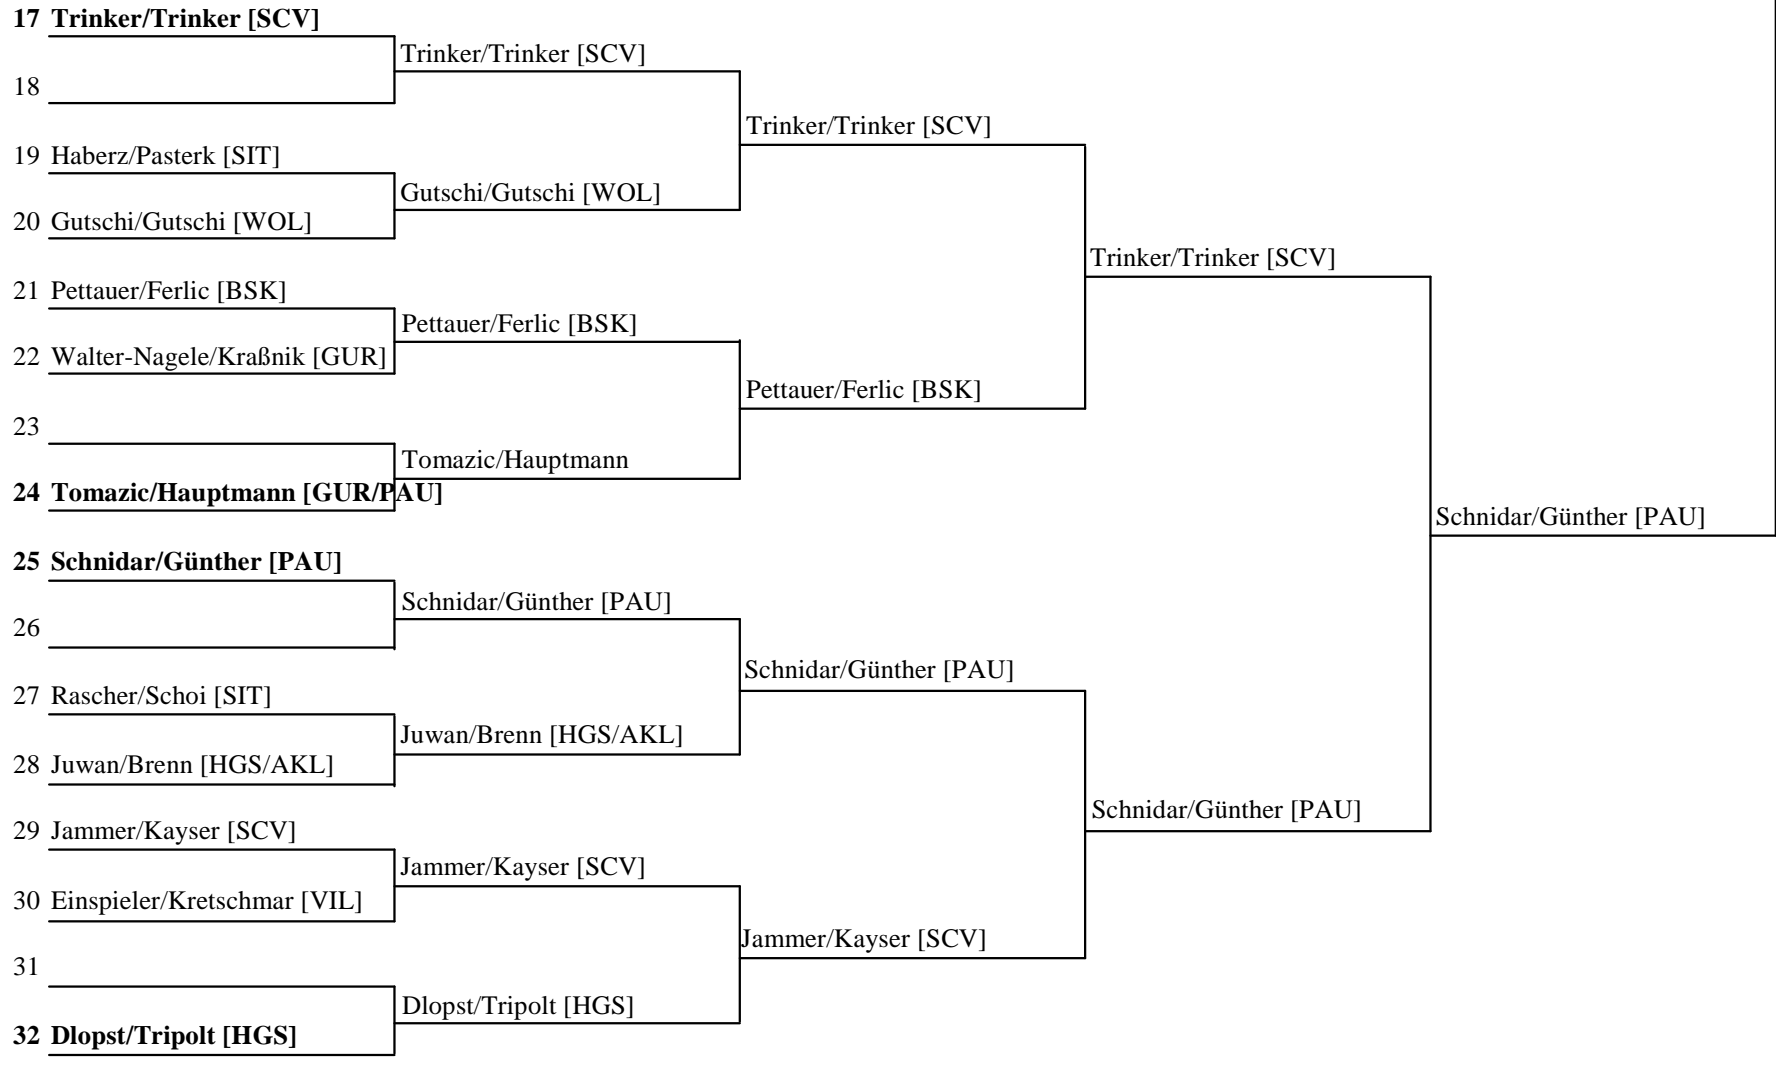 17 Trinker/Trinker [SCV]
Trinker/Trinker [SCV]
18
Trinker/Trinker [SCV]
19 Haberz/Pasterk [SIT]
Gutschi/Gutschi [WOL]
20 Gutschi/Gutschi [WOL]
Trinker/Trinker [SCV]
21 Pettauer/Ferlic [BSK]
Pettauer/Ferlic [BSK]
22 Walter-Nagele/Kraßnik [GUR]
Pettauer/Ferlic [BSK]
23
Tomazic/Hauptmann
24 Tomazic/Hauptmann [GUR/PAU]
Schnidar/Günther [PAU]
25 Schnidar/Günther [PAU]
Schnidar/Günther [PAU]
26
Schnidar/Günther [PAU]
27 Rascher/Schoi [SIT]
Juwan/Brenn [HGS/AKL]
28 Juwan/Brenn [HGS/AKL]
Schnidar/Günther [PAU]
29 Jammer/Kayser [SCV]
Jammer/Kayser [SCV]
30 Einspieler/Kretschmar [VIL]
Jammer/Kayser [SCV]
31
Dlopst/Tripolt [HGS]
32 Dlopst/Tripolt [HGS]